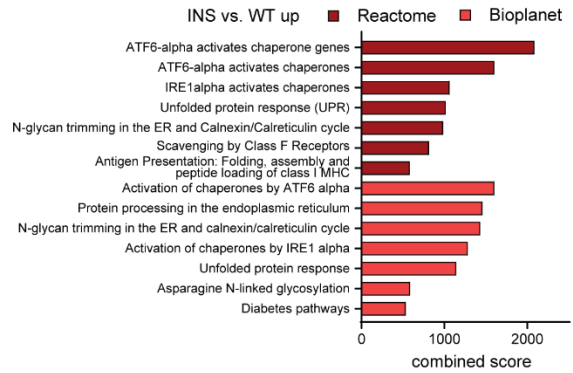 INS vs. WT up Reactome Bioplanet
ATF6-alpha activates chaperone genes
ATF6-alpha activates chaperones
IRE1alpha activates chaperones
Unfolded protein response (UPR)
N-glycan trimming in the ER and Calnexin/Calreticulin cycle
Scavenging by Class F Receptors
Antigen Presentation: Folding, assembly and
peptide loading of class I MHC
Activation of chaperones by ATF6 alpha
Protein processing in the endoplasmic reticulum
N-glycan trimming in the ER and calnexin/calreticulin cycle
Activation of chaperones by IRE1 alpha
Unfolded protein response
Asparagine N-linked glycosylation
Diabetes pathways
0 1000 2000
combined score